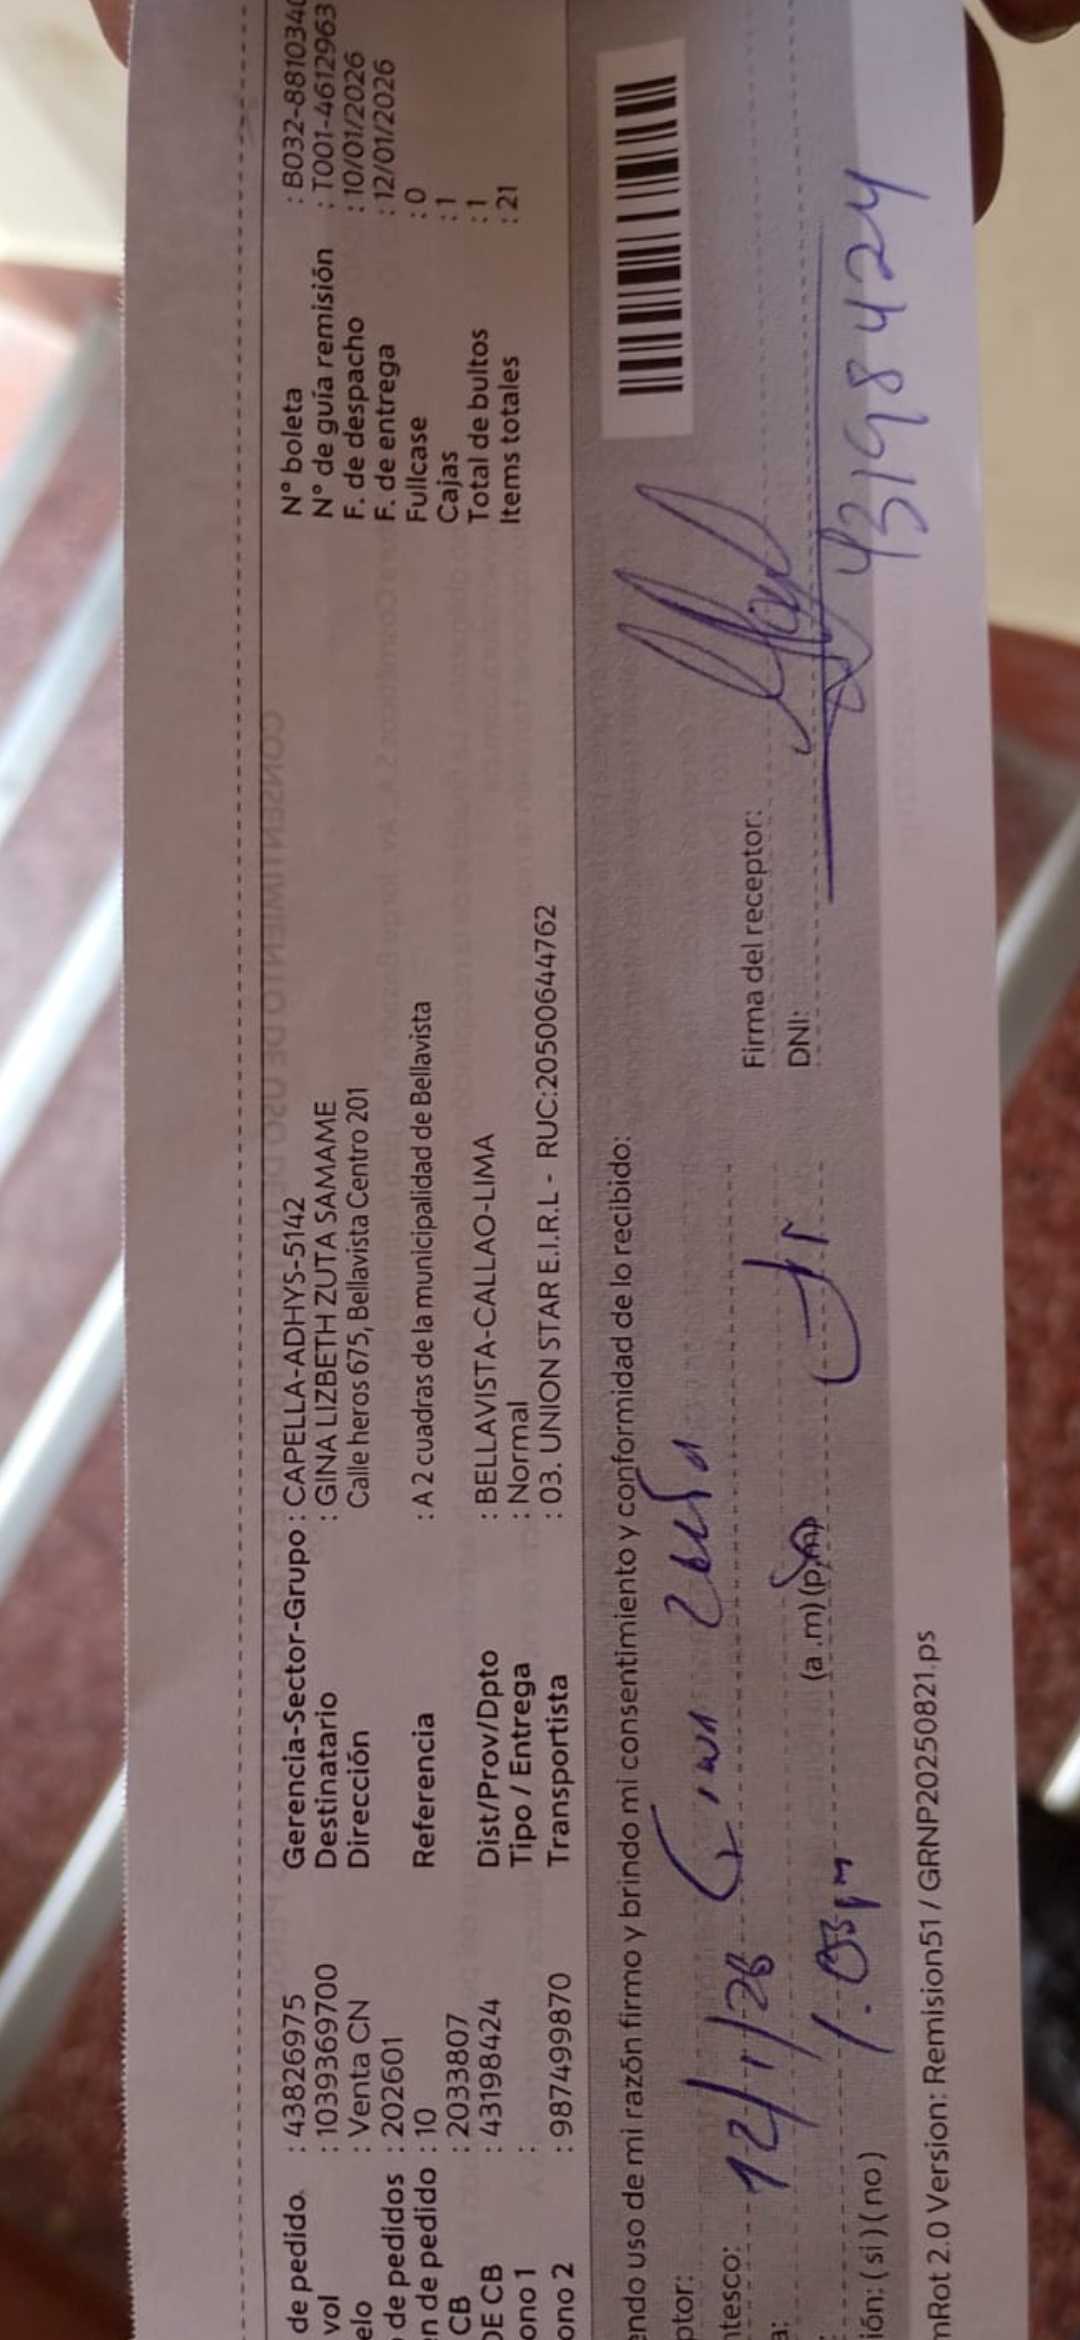 de pedido : 43826975 Gerencia-Sector-Grupo : CAPELLA-ADHYS-5142 N° boleta : B032-8810340
vol : 1039369700 Destinatario : GINA LIZBETH ZUTA SAMAME N° de guía remisión : T001-4612963
elo : Venta CN Dirección Calle heros 675, Bellavista Centro 201 F. de despacho : 10/01/2026
de pedidos : 202601 F. de entrega : 12/01/2026
n de pedido : 10 Referencia : A 2 cuadras de la municipalidad de Bellavista Fullcase : 0
CB : 2033807 Cajas : 1
DE CB : 43198424 Dist/Prov/Dpto : BELLAVISTA-CALLAO-LIMA Total de bultos : 1
ono 1 : Tipo / Entrega : Normal Items totales : 21
ono 2 : 987499870 Transportista : 03. UNION STAR E.I.R.L - RUC:20500644762
endo uso de mi razón firmo y brindo mi consentimiento y conformidad de lo recibido:
ptor: Gina
ntesco: Firma del receptor:
a: 12/1/26 (a .m) (p.m) DNI: 43198424
: 1:03 pm
ión: ( si ) ( no )
mRot 2.0 Version: Remision51 / GRNP20250821.ps